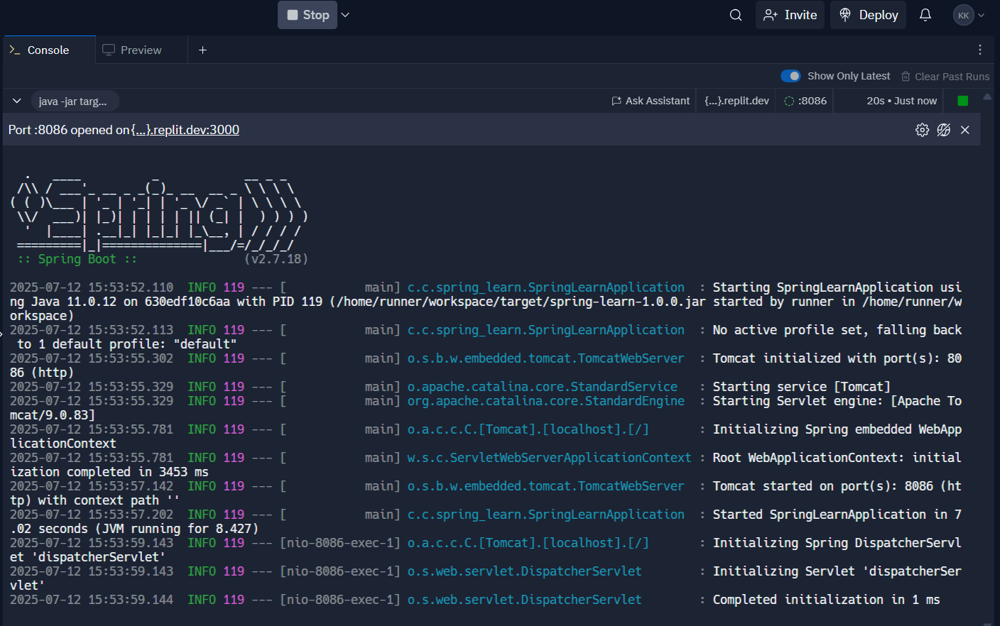 Stop
Invite
Deploy
KK
Console
Preview
+
Show Only Latest
Clear Past Runs
java -jar targ...
Ask Assistant
{...}.replit.dev
:8086
20s • Just now
Port :8086 opened on {...}.replit.dev:3000
  .   ____          _            __ _ _
 /\\ / ___'_ __ _ _(_)_ __  __ _ \ \ \ \
( ( )\___ | '_ | '_| | '_ \/ _` | \ \ \ \
 \\/  ___)| |_)| | | | | || (_| |  ) ) ) )
  '  |____| .__|_| |_|_| |_\__, | / / / /
 =========|_|==============|___/=/_/_/_/
 :: Spring Boot ::               (v2.7.18)
2025-07-12 15:53:52.110  INFO 119 --- [           main] c.c.spring_learn.SpringLearnApplication  : Starting SpringLearnApplication usi
ng Java 11.0.12 on 630edf10c6aa with PID 119 (/home/runner/workspace/target/spring-learn-1.0.0.jar started by runner in /home/runner/w
orkspace)
2025-07-12 15:53:52.113  INFO 119 --- [           main] c.c.spring_learn.SpringLearnApplication  : No active profile set, falling back
 to 1 default profile: "default"
2025-07-12 15:53:55.302  INFO 119 --- [           main] o.s.b.w.embedded.tomcat.TomcatWebServer  : Tomcat initialized with port(s): 80
86 (http)
2025-07-12 15:53:55.329  INFO 119 --- [           main] o.apache.catalina.core.StandardService   : Starting service [Tomcat]
2025-07-12 15:53:55.329  INFO 119 --- [           main] org.apache.catalina.core.StandardEngine  : Starting Servlet engine: [Apache To
mcat/9.0.83]
2025-07-12 15:53:55.781  INFO 119 --- [           main] o.a.c.c.C.[Tomcat].[localhost].[/]       : Initializing Spring embedded WebApp
licationContext
2025-07-12 15:53:55.781  INFO 119 --- [           main] w.s.c.ServletWebServerApplicationContext : Root WebApplicationContext: initial
ization completed in 3453 ms
2025-07-12 15:53:57.142  INFO 119 --- [           main] o.s.b.w.embedded.tomcat.TomcatWebServer  : Tomcat started on port(s): 8086 (ht
tp) with context path ''
2025-07-12 15:53:57.202  INFO 119 --- [           main] c.c.spring_learn.SpringLearnApplication  : Started SpringLearnApplication in 7
.02 seconds (JVM running for 8.427)
2025-07-12 15:53:59.143  INFO 119 --- [nio-8086-exec-1] o.a.c.c.C.[Tomcat].[localhost].[/]       : Initializing Spring DispatcherServl
et 'dispatcherServlet'
2025-07-12 15:53:59.143  INFO 119 --- [nio-8086-exec-1] o.s.web.servlet.DispatcherServlet        : Initializing Servlet 'dispatcherSer
vlet'
2025-07-12 15:53:59.144  INFO 119 --- [nio-8086-exec-1] o.s.web.servlet.DispatcherServlet        : Completed initialization in 1 ms